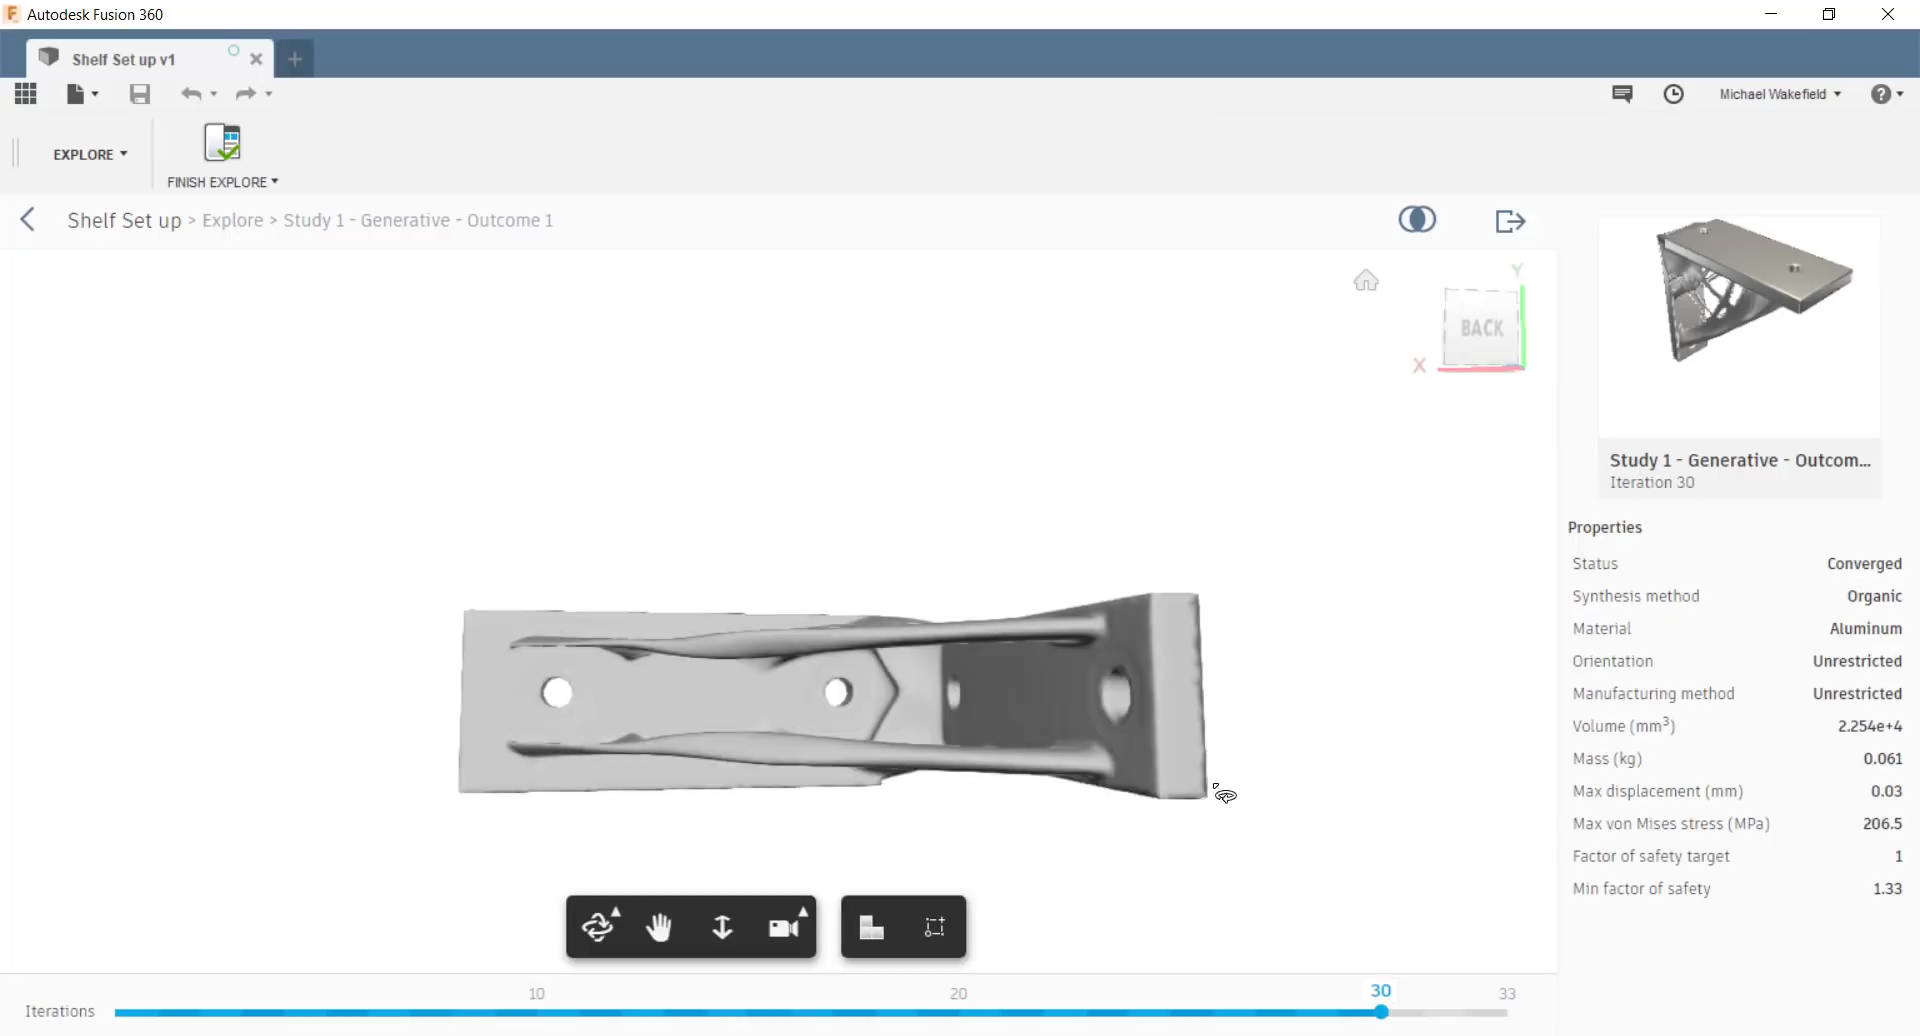 Autodesk Fusion 360
Shelf Set up v1
Michael Wakefield
EXPLORE
FINISH EXPLORE
Shelf Set up > Explore > Study 1 - Generative - Outcome 1
Y
BACK
X
Study 1 - Generative - Outcom...
Iteration 30
Properties
Status Converged
Synthesis method Organic
Material Aluminum
Orientation Unrestricted
Manufacturing method Unrestricted
Volume (mm³) 2.254e+4
Mass (kg) 0.061
Max displacement (mm) 0.03
Max von Mises stress (MPa) 206.5
Factor of safety target 1
Min factor of safety 1.33
10 20 30 33
Iterations